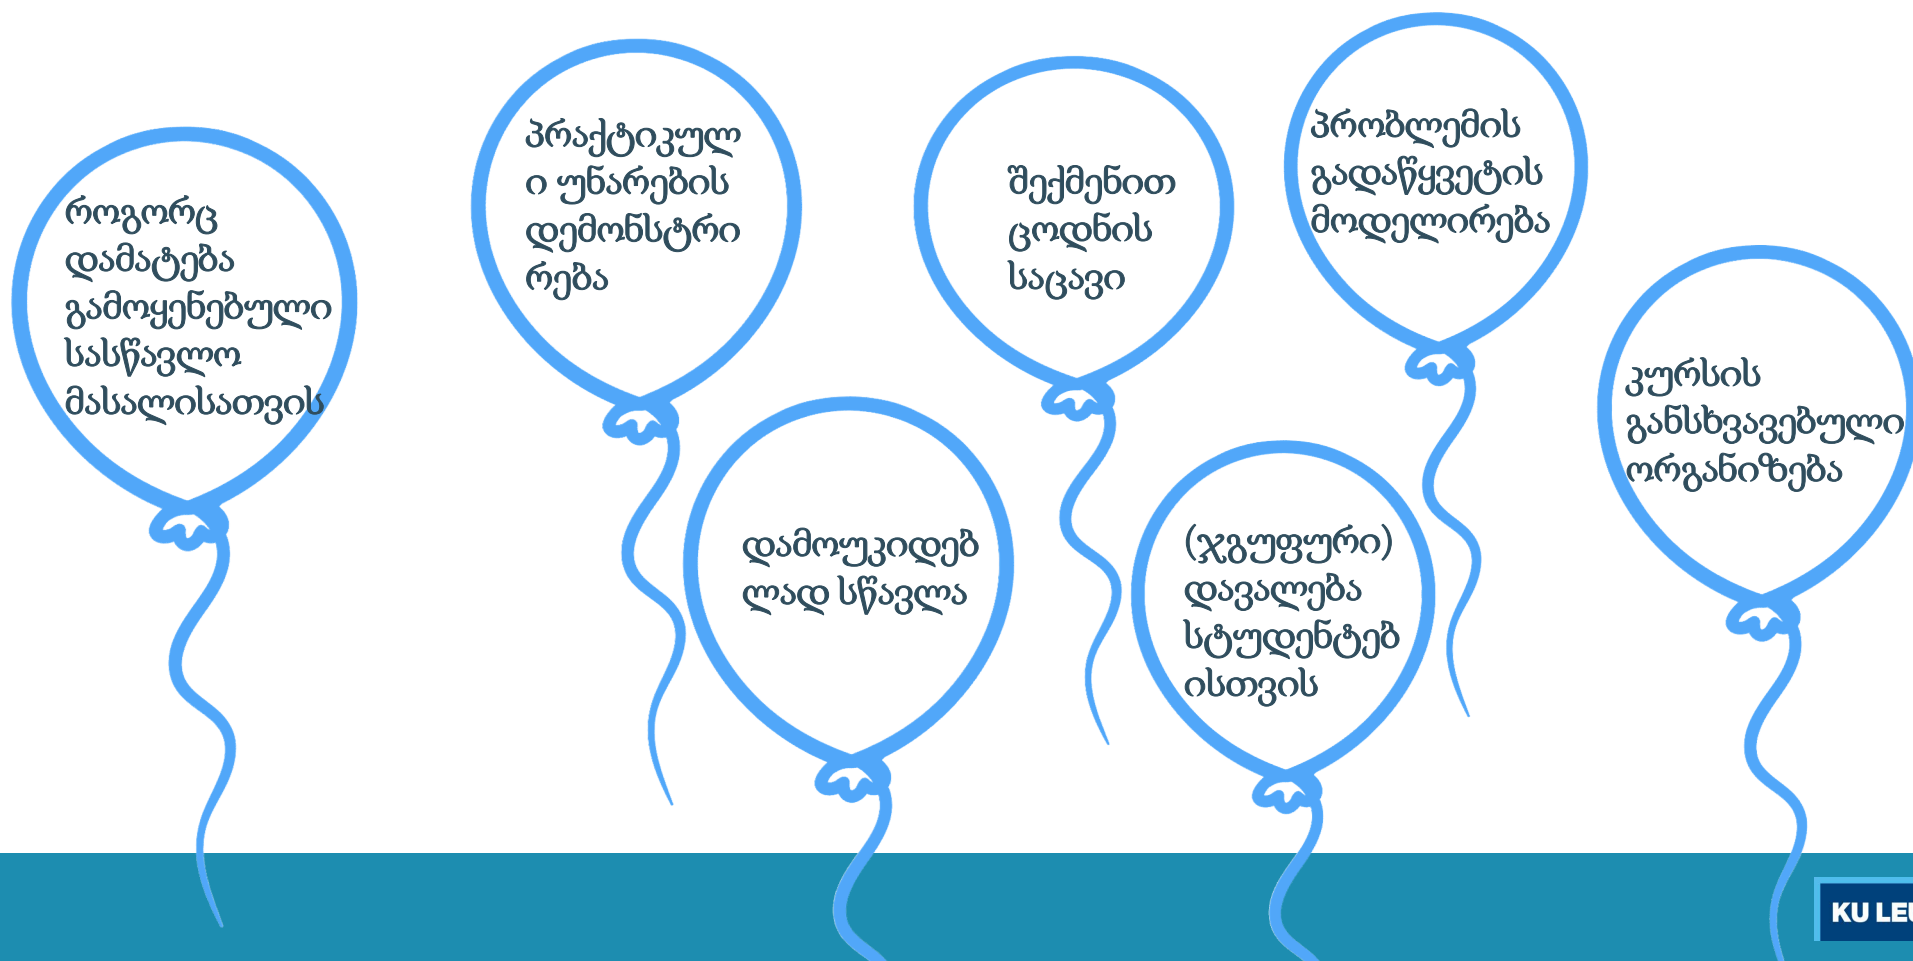 როგორც
დამატება
გამოყენებული
სასწავლო
მასალისათვის
პრაქტიკულ
ი უნარების
დემონსტრი
რება
შექმენით
ცოდნის
საცავი
პრობლემის
გადაწყვეტის
მოდელირება
კურსის
განსხვავებული
ორგანიზება
დამოუკიდებ
ლად სწავლა
(ჯგუფური)
დავალება
სტუდენტებ
ისთვის
KU LEU